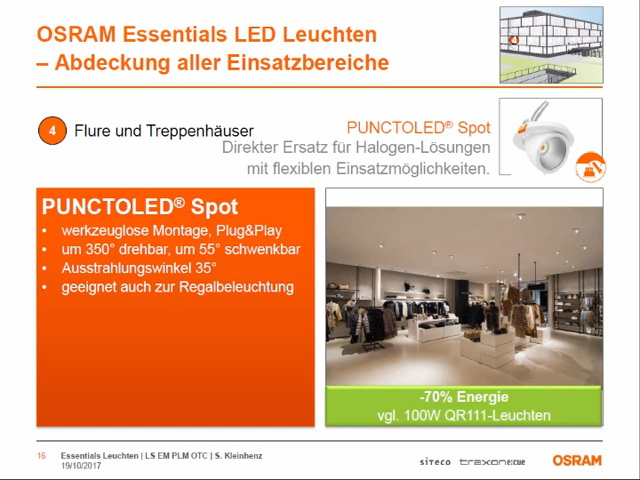 OSRAM Essentials LED Leuchten
– Abdeckung aller Einsatzbereiche
4 Flure und Treppenhäuser
PUNCTOLED® Spot
Direkter Ersatz für Halogen-Lösungen
mit flexiblen Einsatzmöglichkeiten.
PUNCTOLED® Spot
• werkzeuglose Montage, Plug&Play
• um 350° drehbar, um 55° schwenkbar
• Ausstrahlungswinkel 35°
• geeignet auch zur Regalbeleuchtung
-70% Energie
vgl. 100W QR111-Leuchten
16 Essentials Leuchten | LS EM PLM OTC | S. Kleinhenz
19/10/2017
siteco traxon e:cue OSRAM